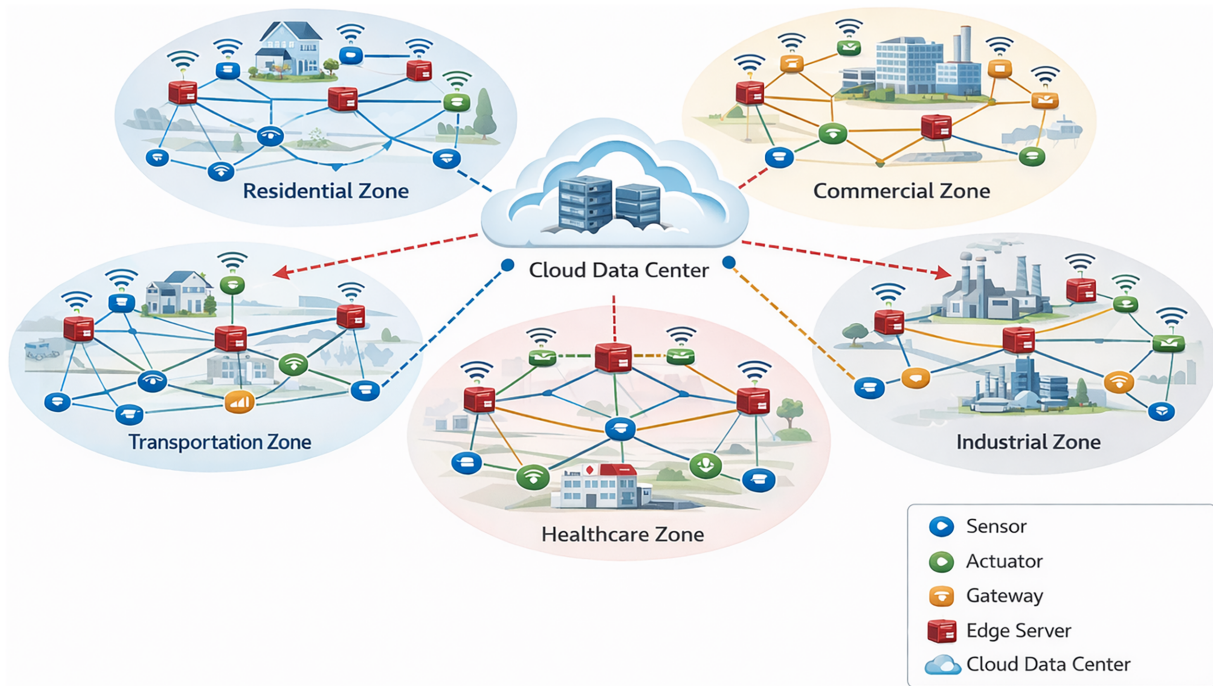 Residential Zone
Commercial Zone
Cloud Data Center
Transportation Zone
Industrial Zone
Healthcare Zone
Sensor
Actuator
Gateway
Edge Server
Cloud Data Center